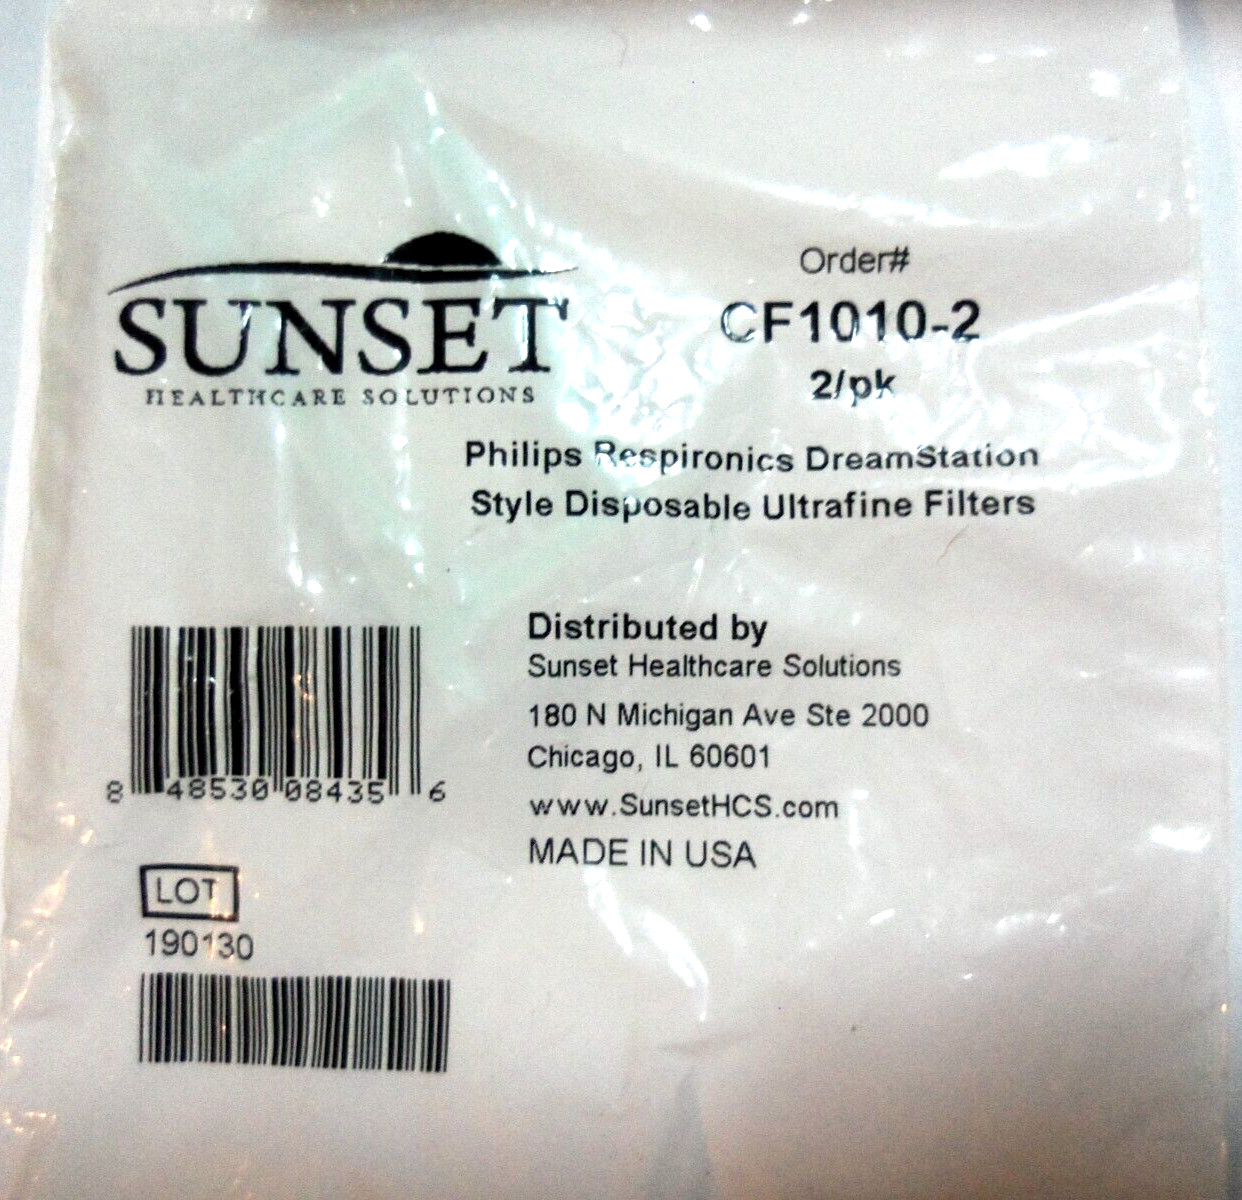 SUNSET
HEALTHCARE SOLUTIONS
Order#
CF1010-2
2/pk
Philips Respironics DreamStation
Style Disposable Ultrafine Filters
Distributed by
Sunset Healthcare Solutions
180 N Michigan Ave Ste 2000
Chicago, IL 60601
www.SunsetHCS.com
MADE IN USA
8 48530 08435 6
LOT
190130